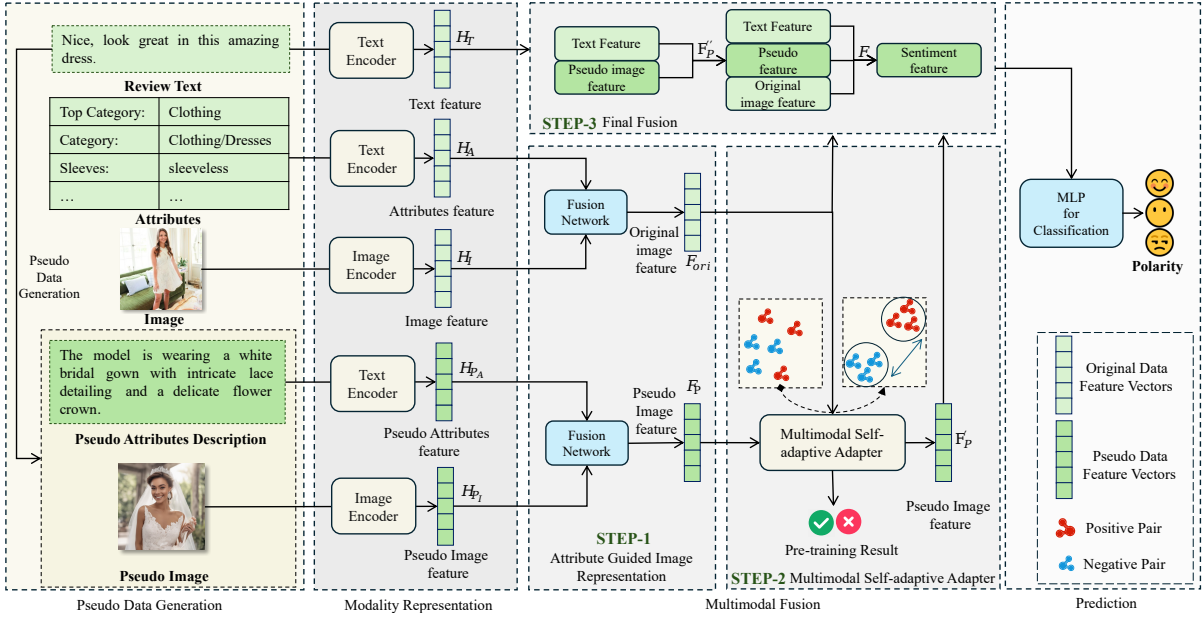 Nice, look great in this amazing
dress.
Review Text
Top Category: Clothing
Category: Clothing/Dresses
Sleeves: sleeveless
… …
Attributes
Pseudo
Data
Generation
Image
The model is wearing a white
bridal gown with intricate lace
detailing and a delicate flower
crown.
Pseudo Attributes Description
Pseudo Image
Pseudo Data Generation
Text
Encoder
H_T
Text feature
Text
Encoder
H_A
Attributes feature
Image
Encoder
H_I
Image feature
Text
Encoder
H_{P_A}
Pseudo Attributes
feature
Image
Encoder
H_{P_I}
Pseudo Image
feature
Modality Representation
Text Feature
Pseudo image
feature
F_P''
Text Feature
Pseudo
feature
Original
image feature
F
Sentiment
feature
STEP-3 Final Fusion
Fusion
Network
Original
image
feature
F_{ori}
Fusion
Network
Pseudo
Image
feature
F_P
STEP-1
Attribute Guided Image
Representation
Multimodal Self-
adaptive Adapter
F_P'
Pseudo Image
feature
Pre-training Result
STEP-2 Multimodal Self-adaptive Adapter
Multimodal Fusion
MLP
for
Classification
Polarity
Original Data
Feature Vectors
Pseudo Data
Feature Vectors
Positive Pair
Negative Pair
Prediction